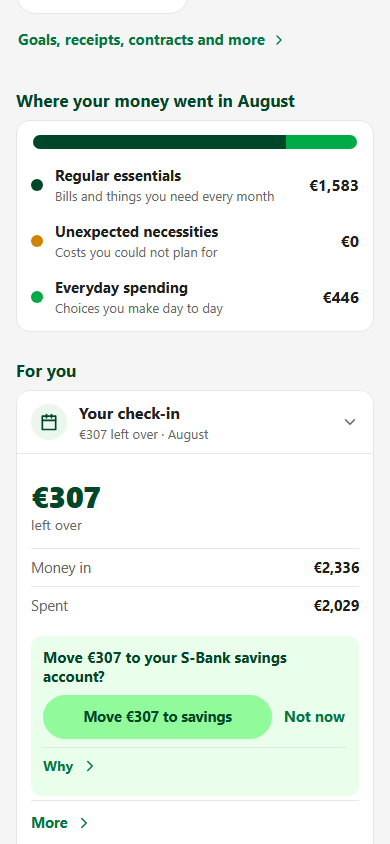 Goals, receipts, contracts and more
Where your money went in August
Regular essentials
Bills and things you need every month
€1,583
Unexpected necessities
Costs you could not plan for
€0
Everyday spending
Choices you make day to day
€446
For you
Your check-in
€307 left over · August
€307
left over
Money in
€2,336
Spent
€2,029
Move €307 to your S-Bank savings
account?
Move €307 to savings
Not now
Why
More